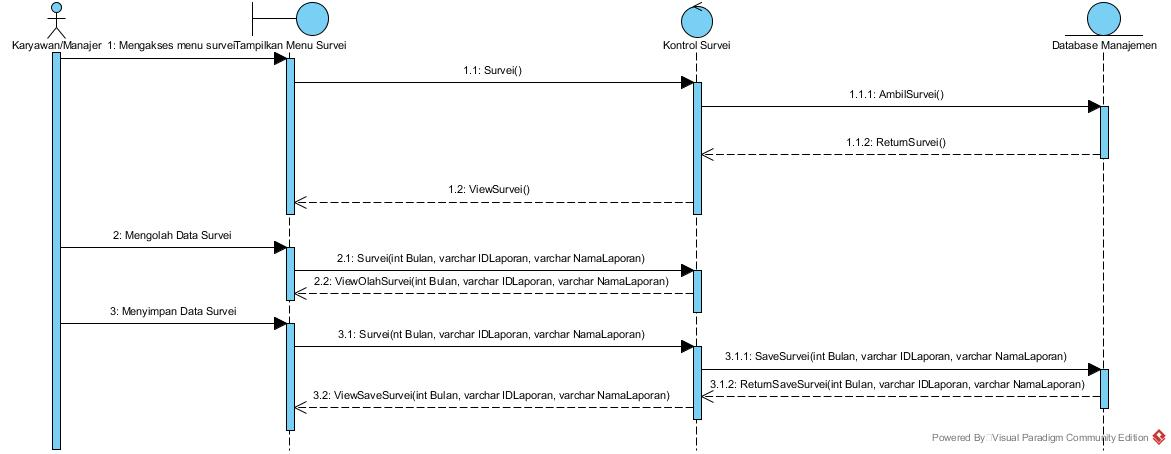 Karyawan/Manajer
Tampilkan Menu Survei
Kontrol Survei
Database Manajemen
1: Mengakses menu survei
1.1: Survei()
1.1.1: AmbilSurvei()
1.1.2: ReturnSurvei()
1.2: ViewSurvei()
2: Mengolah Data Survei
2.1: Survei(int Bulan, varchar IDLaporan, varchar NamaLaporan)
2.2: ViewOlahSurvei(int Bulan, varchar IDLaporan, varchar NamaLaporan)
3: Menyimpan Data Survei
3.1: Survei(nt Bulan, varchar IDLaporan, varchar NamaLaporan)
3.1.1: SaveSurvei(int Bulan, varchar IDLaporan, varchar NamaLaporan)
3.1.2: ReturnSaveSurvei(int Bulan, varchar IDLaporan, varchar NamaLaporan)
3.2: ViewSaveSurvei(int Bulan, varchar IDLaporan, varchar NamaLaporan)
Powered By Visual Paradigm Community Edition